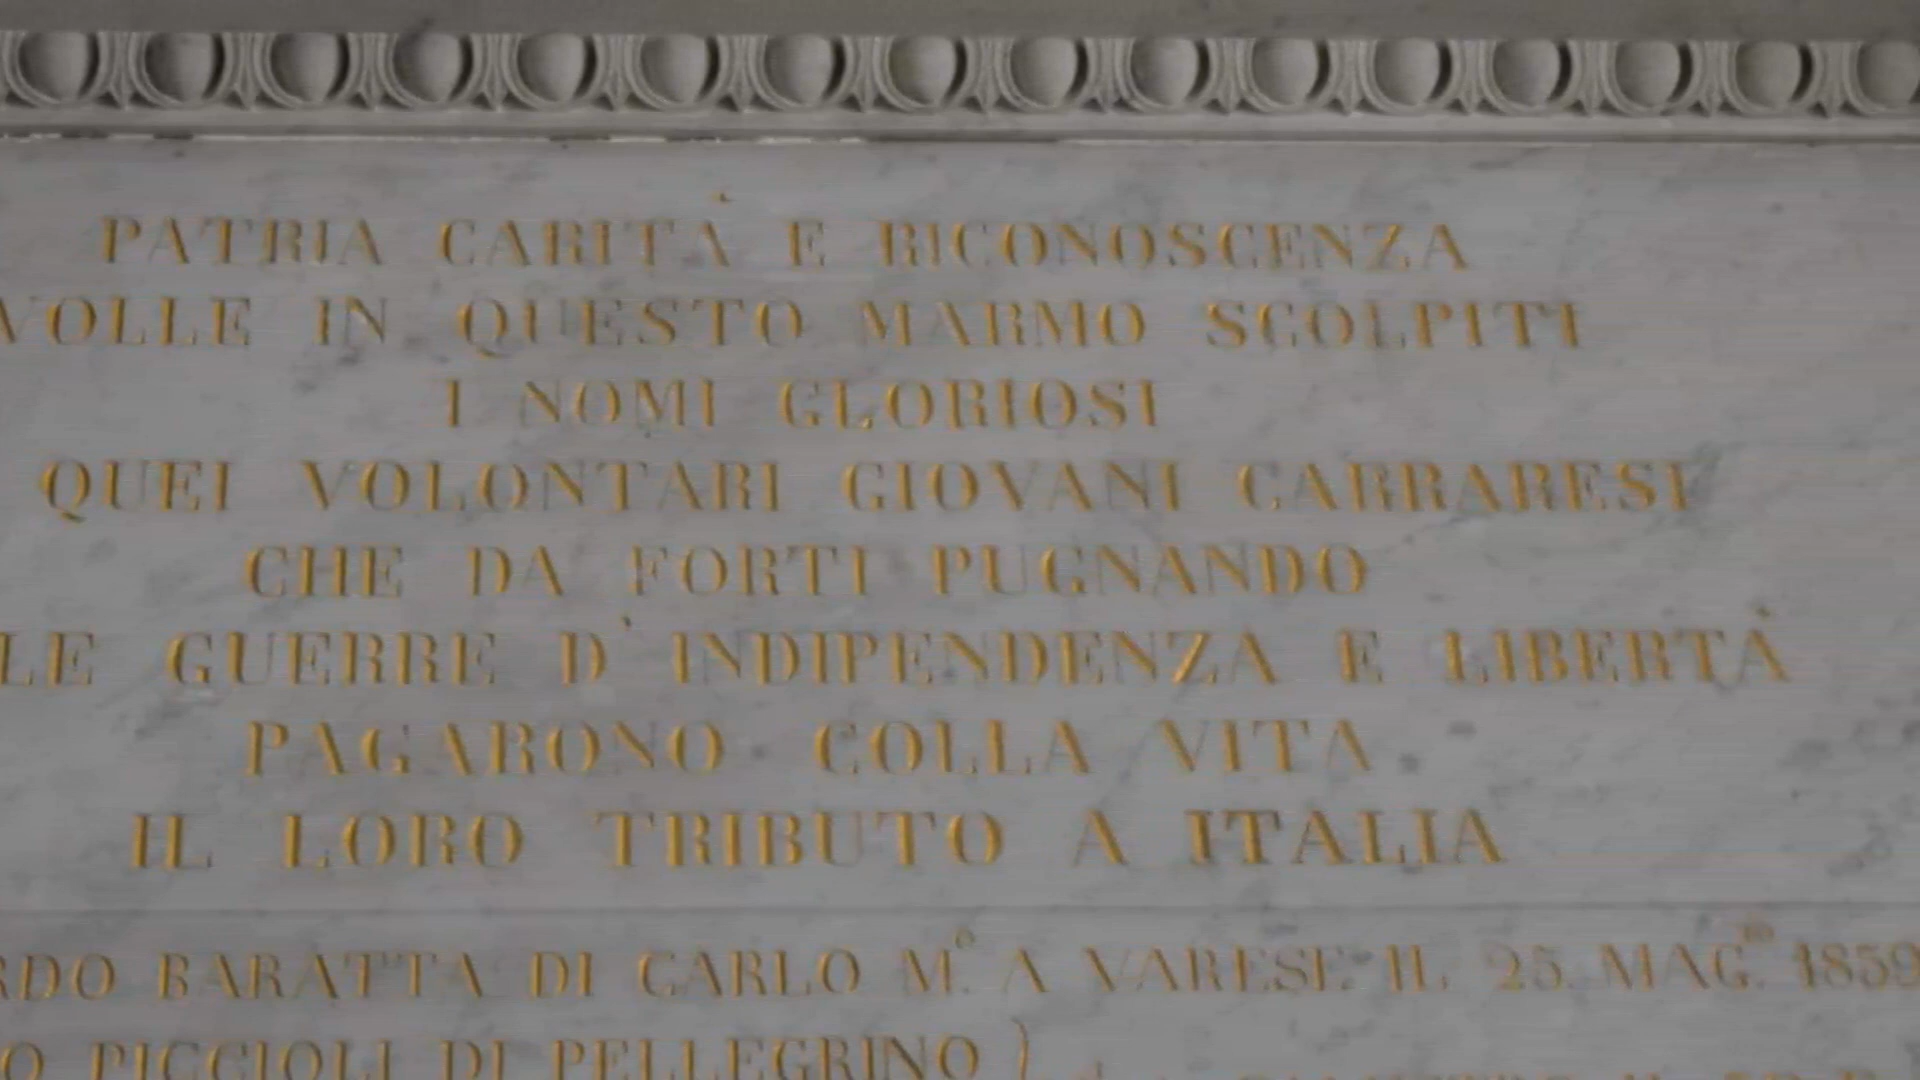 PATRIA CARITÀ E RICONOSCENZA
VOLLE IN QUESTO MARMO SCOLPITI
I NOMI GLORIOSI
QUEI VOLONTARI GIOVANI CARRARESI
CHE DA FORTI PUGNANDO
LE GUERRE D'INDIPENDENZA E LIBERTÀ
PAGARONO COLLA VITA
IL LORO TRIBUTO A ITALIA
RDO BARATTA DI CARLO M.º A VARESE IL 25 MAG.io 1859
O PICCIOLI DI PELLEGRINO )